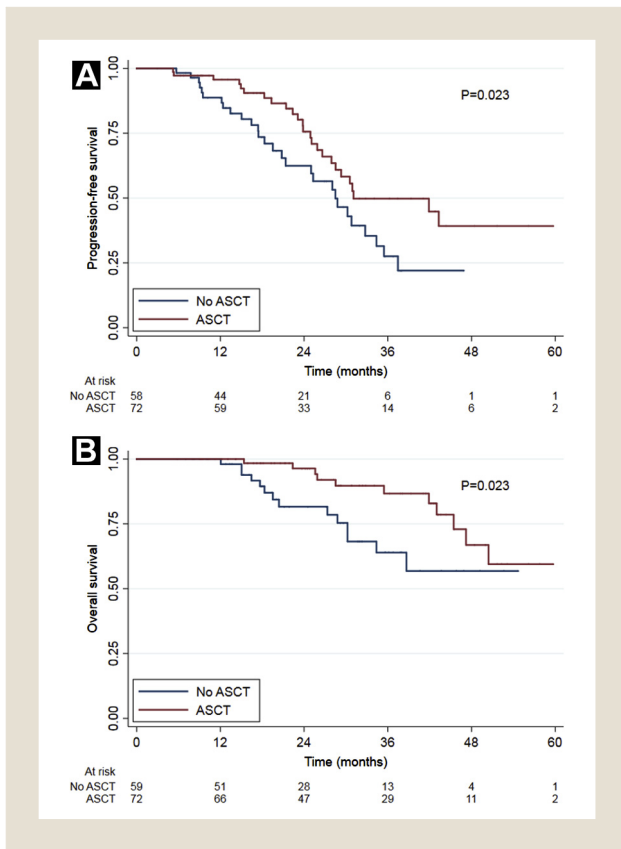 A
P=0.023
Progression-free survival
1.00
0.75
0.50
0.25
0.00
No ASCT
ASCT
0 12 24 36 48 60
Time (months)
At risk
No ASCT 58 44 21 6 1 1
ASCT 72 59 33 14 6 2
B
P=0.023
Overall survival
1.00
0.75
0.50
0.25
0.00
No ASCT
ASCT
0 12 24 36 48 60
Time (months)
At risk
No ASCT 59 51 28 13 4 1
ASCT 72 66 47 29 11 2